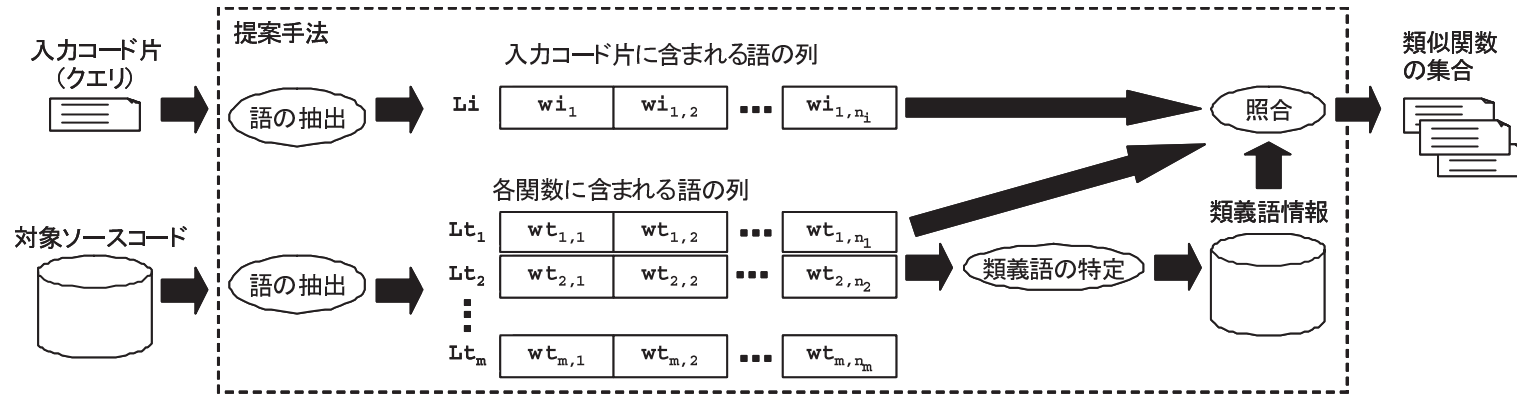 提案手法
入力コード片
(クエリ)
語の抽出
入力コード片に含まれる語の列
Li wi1 wi1,2 ▪▪▪ wi1,ni
照合
類似関数
の集合
対象ソースコード
語の抽出
各関数に含まれる語の列
Lt1 wt1,1 wt1,2 ▪▪▪ wt1,n1
Lt2 wt2,1 wt2,2 ▪▪▪ wt2,n2
Ltm wtm,1 wtm,2 ▪▪▪ wtm,nm
類義語の特定
類義語情報